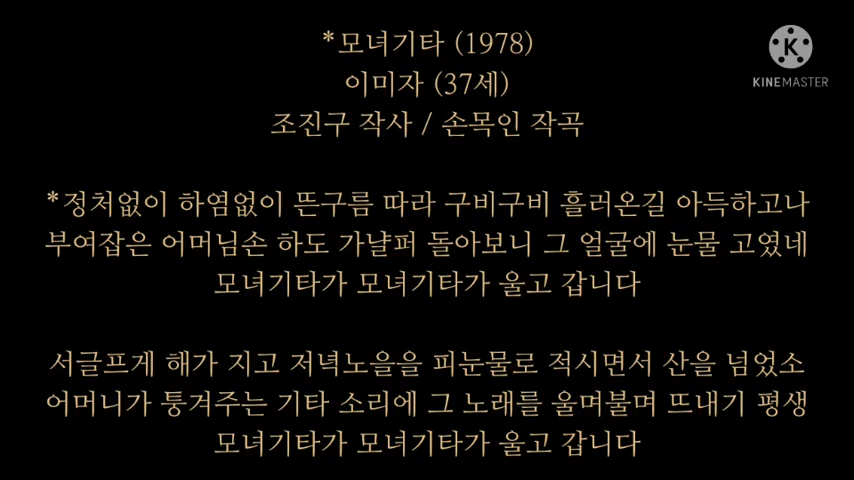 *모녀기타 (1978)
이미자 (37세)
조진구 작사 / 손목인 작곡
K
KINEMASTER
*정처없이 하염없이 뜬구름 따라 구비구비 흘러온길 아득하고나
부여잡은 어머님손 하도 가냘퍼 돌아보니 그 얼굴에 눈물 고였네
모녀기타가 모녀기타가 울고 갑니다
서글프게 해가 지고 저녁노을을 피눈물로 적시면서 산을 넘었소
어머니가 퉁겨주는 기타 소리에 그 노래를 울며불며 뜨내기 평생
모녀기타가 모녀기타가 울고 갑니다